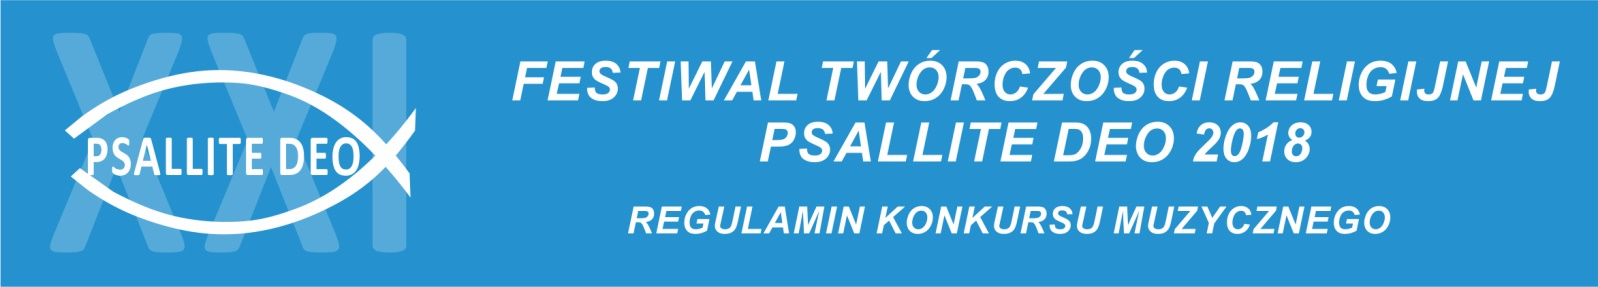 XXI
PSALLITE DEO
FESTIWAL TWÓRCZOŚCI RELIGIJNEJ
PSALLITE DEO 2018
REGULAMIN KONKURSU MUZYCZNEGO